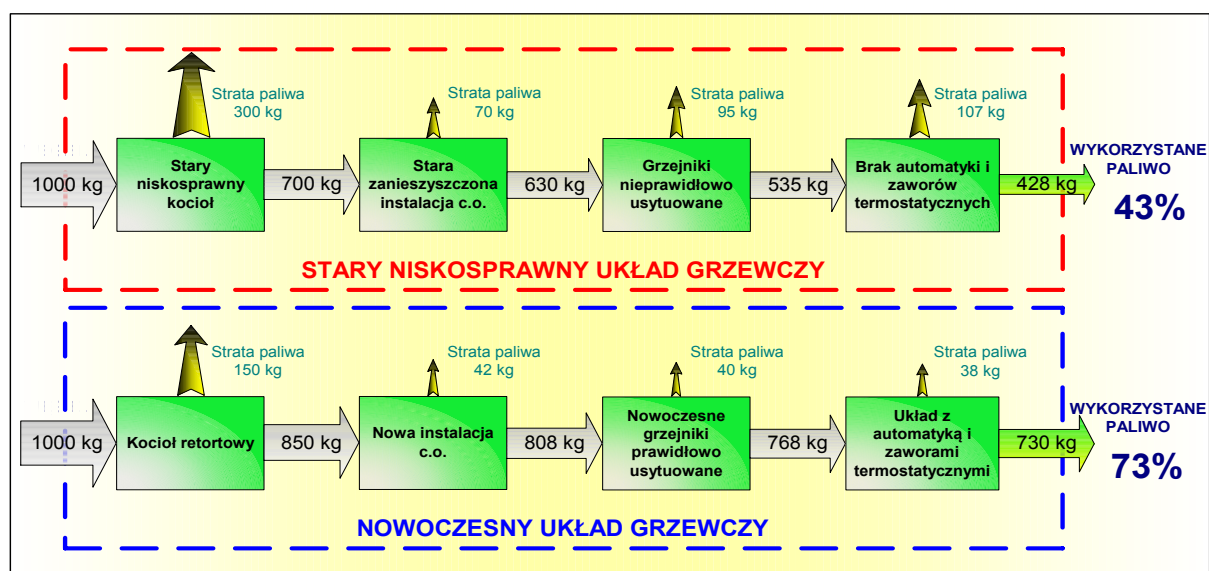 Strata paliwa
300 kg
Strata paliwa
70 kg
Strata paliwa
95 kg
Strata paliwa
107 kg
1000 kg
Stary
niskosprawny
kocioł
700 kg
Stara
zanieszyszczona
instalacja c.o.
630 kg
Grzejniki
nieprawidłowo
usytuowane
535 kg
Brak automatyki i
zaworów
termostatycznych
428 kg
WYKORZYSTANE
PALIWO
43%
STARY NISKOSPRAWNY UKŁAD GRZEWCZY
Strata paliwa
150 kg
Strata paliwa
42 kg
Strata paliwa
40 kg
Strata paliwa
38 kg
1000 kg
Kocioł retortowy
850 kg
Nowa instalacja
c.o.
808 kg
Nowoczesne
grzejniki
prawidłowo
usytuowane
768 kg
Układ z
automatyką i
zaworami
termostatycznymi
730 kg
WYKORZYSTANE
PALIWO
73%
NOWOCZESNY UKŁAD GRZEWCZY